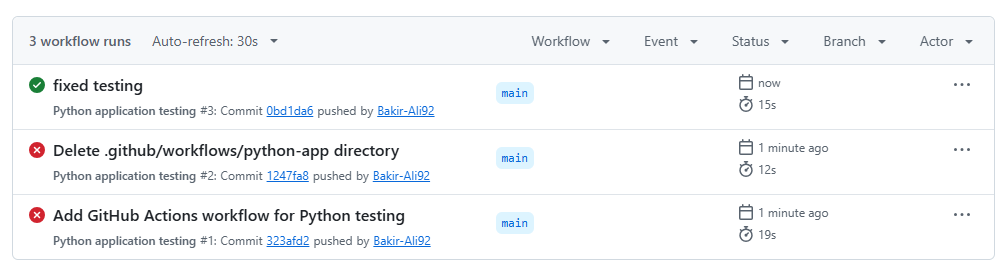 3 workflow runs Auto-refresh: 30s Workflow Event Status Branch Actor
fixed testing
main
now
Python application testing #3: Commit 0bd1da6 pushed by Bakir-Ali92
15s
Delete .github/workflows/python-app directory
main
1 minute ago
Python application testing #2: Commit 1247fa8 pushed by Bakir-Ali92
12s
Add GitHub Actions workflow for Python testing
main
1 minute ago
Python application testing #1: Commit 323afd2 pushed by Bakir-Ali92
19s